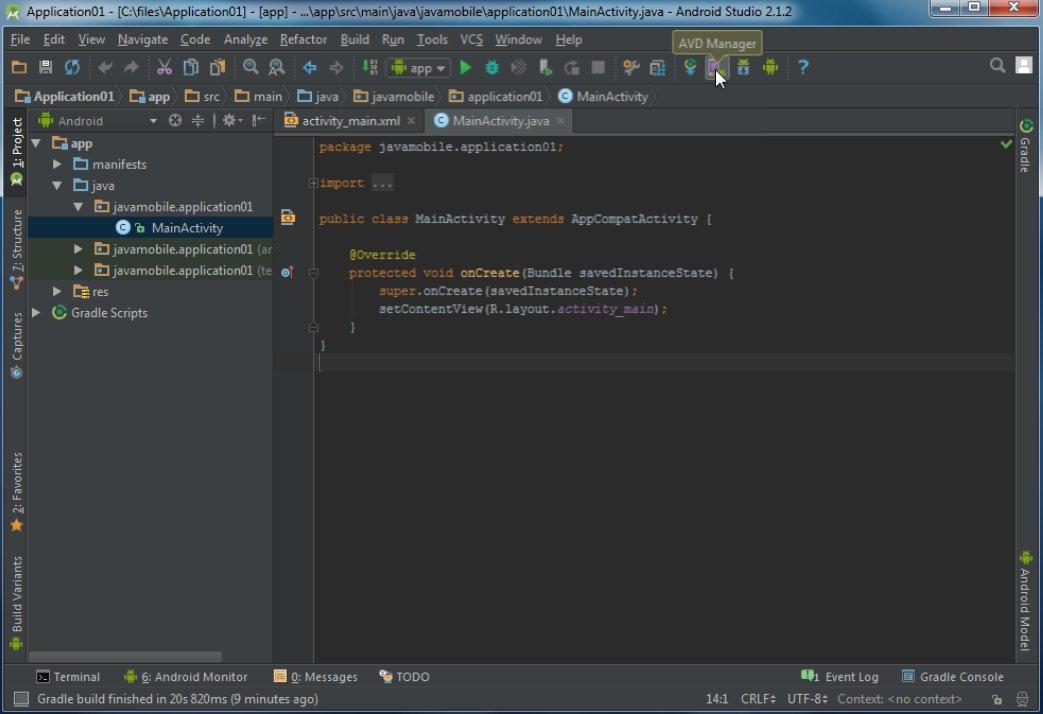 Application01 - [C:\files\Application01] - [app] - ...\app\src\main\java\javamobile\application01\MainActivity.java - Android Studio 2.1.2
File Edit View Navigate Code Analyze Refactor Build Run Tools VCS Window Help
AVD Manager
app
?
Application01 app src main java javamobile application01 MainActivity
Android
activity_main.xml
MainActivity.java
1: Project
7: Structure
Captures
2: Favorites
Build Variants
app
manifests
java
javamobile.application01
MainActivity
javamobile.application01 (ar
javamobile.application01 (te
res
Gradle Scripts
package javamobile.application01;
import ...
public class MainActivity extends AppCompatActivity {
@Override
protected void onCreate(Bundle savedInstanceState) {
super.onCreate(savedInstanceState);
setContentView(R.layout.activity_main);
}
}
Gradle
Android Model
Terminal 6: Android Monitor 0: Messages TODO 1 Event Log Gradle Console
Gradle build finished in 20s 820ms (9 minutes ago) 14:1 CRLF UTF-8 Context: <no context>